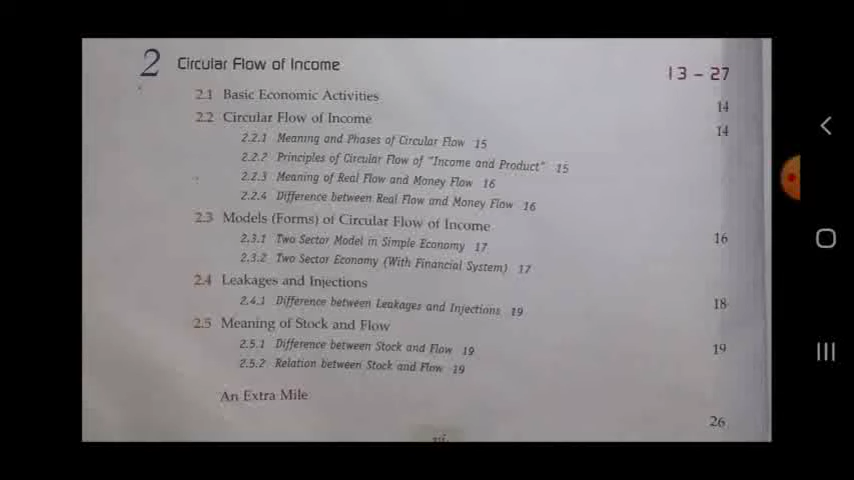 2 Circular Flow of Income 13 – 27
2.1 Basic Economic Activities 14
2.2 Circular Flow of Income 14
2.2.1 Meaning and Phases of Circular Flow 15
2.2.2 Principles of Circular Flow of "Income and Product" 15
2.2.3 Meaning of Real Flow and Money Flow 16
2.2.4 Difference between Real Flow and Money Flow 16
2.3 Models (Forms) of Circular Flow of Income 16
2.3.1 Two Sector Model in Simple Economy 17
2.3.2 Two Sector Economy (With Financial System) 17
2.4 Leakages and Injections 18
2.4.1 Difference between Leakages and Injections 19
2.5 Meaning of Stock and Flow 19
2.5.1 Difference between Stock and Flow 19
2.5.2 Relation between Stock and Flow 19
An Extra Mile 26